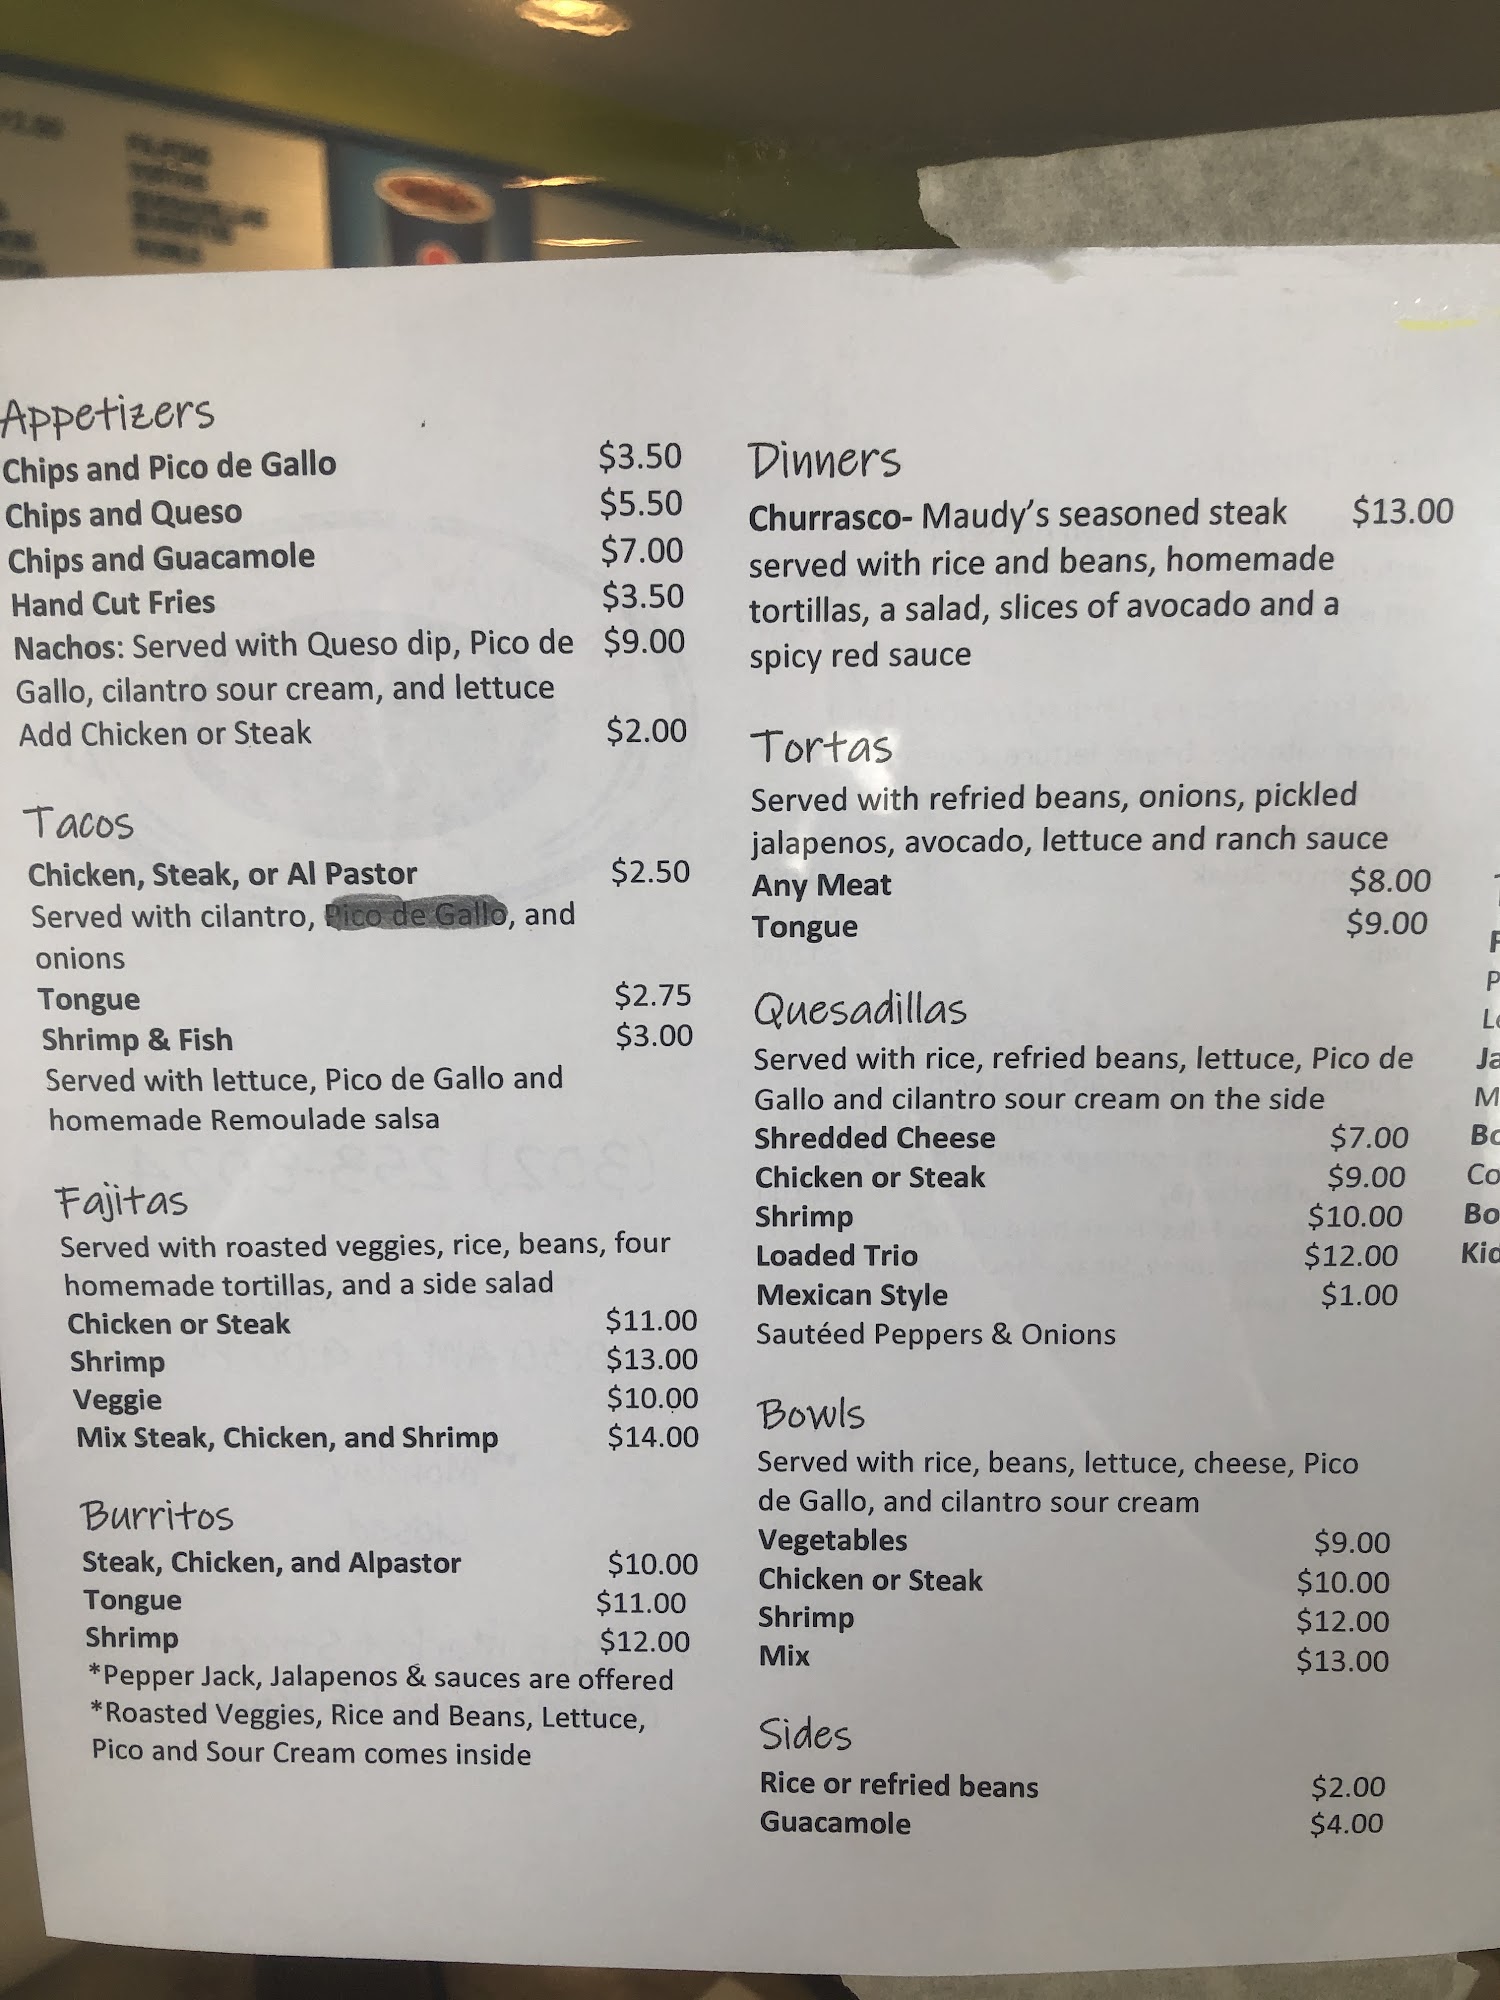 Appetizers
Chips and Pico de Gallo $3.50
Chips and Queso $5.50
Chips and Guacamole $7.00
Hand Cut Fries $3.50
Nachos: Served with Queso dip, Pico de $9.00
Gallo, cilantro sour cream, and lettuce
Add Chicken or Steak $2.00
Tacos
Chicken, Steak, or Al Pastor $2.50
Served with cilantro, Pico de Gallo, and
onions
Tongue $2.75
Shrimp & Fish $3.00
Served with lettuce, Pico de Gallo and
homemade Remoulade salsa
Fajitas
Served with roasted veggies, rice, beans, four
homemade tortillas, and a side salad
Chicken or Steak $11.00
Shrimp $13.00
Veggie $10.00
Mix Steak, Chicken, and Shrimp $14.00
Burritos
Steak, Chicken, and Alpastor $10.00
Tongue $11.00
Shrimp $12.00
*Pepper Jack, Jalapenos & sauces are offered
*Roasted Veggies, Rice and Beans, Lettuce,
Pico and Sour Cream comes inside
Dinners
Churrasco- Maudy's seasoned steak $13.00
served with rice and beans, homemade
tortillas, a salad, slices of avocado and a
spicy red sauce
Tortas
Served with refried beans, onions, pickled
jalapenos, avocado, lettuce and ranch sauce
Any Meat $8.00
Tongue $9.00
Quesadillas
Served with rice, refried beans, lettuce, Pico de
Gallo and cilantro sour cream on the side
Shredded Cheese $7.00
Chicken or Steak $9.00
Shrimp $10.00
Loaded Trio $12.00
Mexican Style $1.00
Sautéed Peppers & Onions
Bowls
Served with rice, beans, lettuce, cheese, Pico
de Gallo, and cilantro sour cream
Vegetables $9.00
Chicken or Steak $10.00
Shrimp $12.00
Mix $13.00
Sides
Rice or refried beans $2.00
Guacamole $4.00